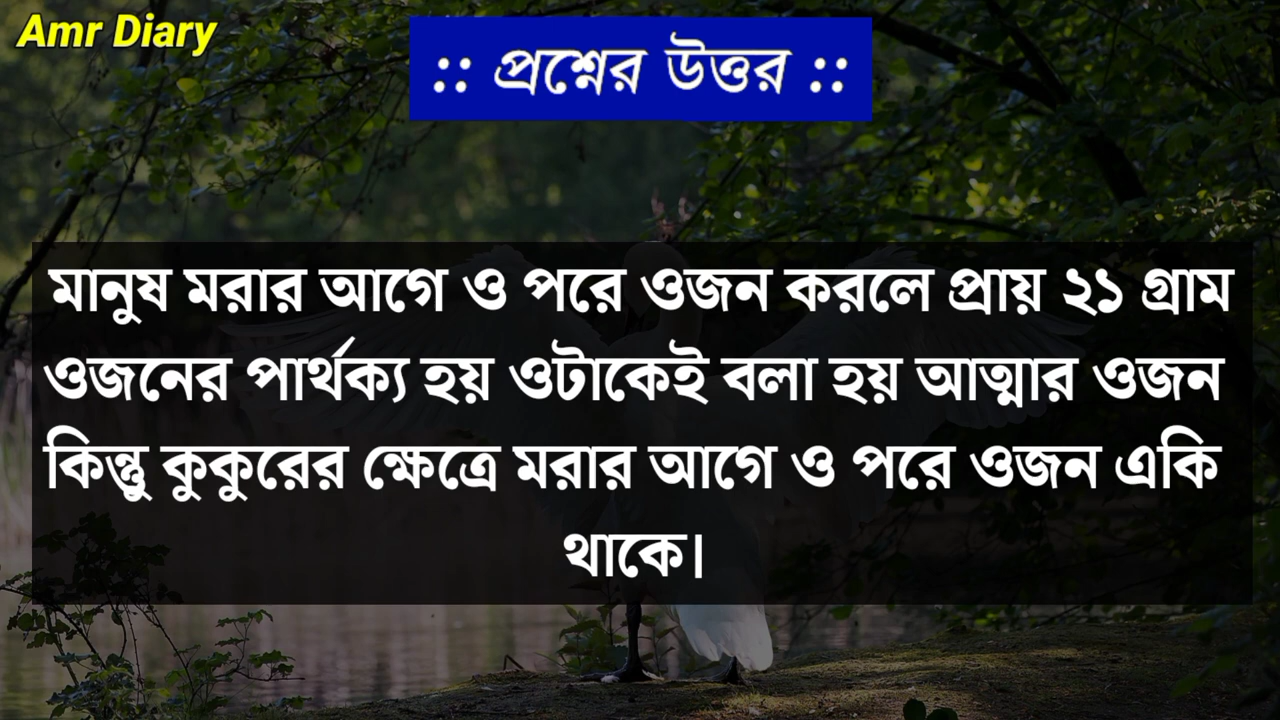 Amr Diary
:: প্রশ্নের উত্তর ::
মানুষ মরার আগে ও পরে ওজন করলে প্রায় ২১ গ্রাম
ওজনের পার্থক্য হয় ওটাকেই বলা হয় আত্মার ওজন
কিন্তু কুকুরের ক্ষেত্রে মরার আগে ও পরে ওজন একি
থাকে।